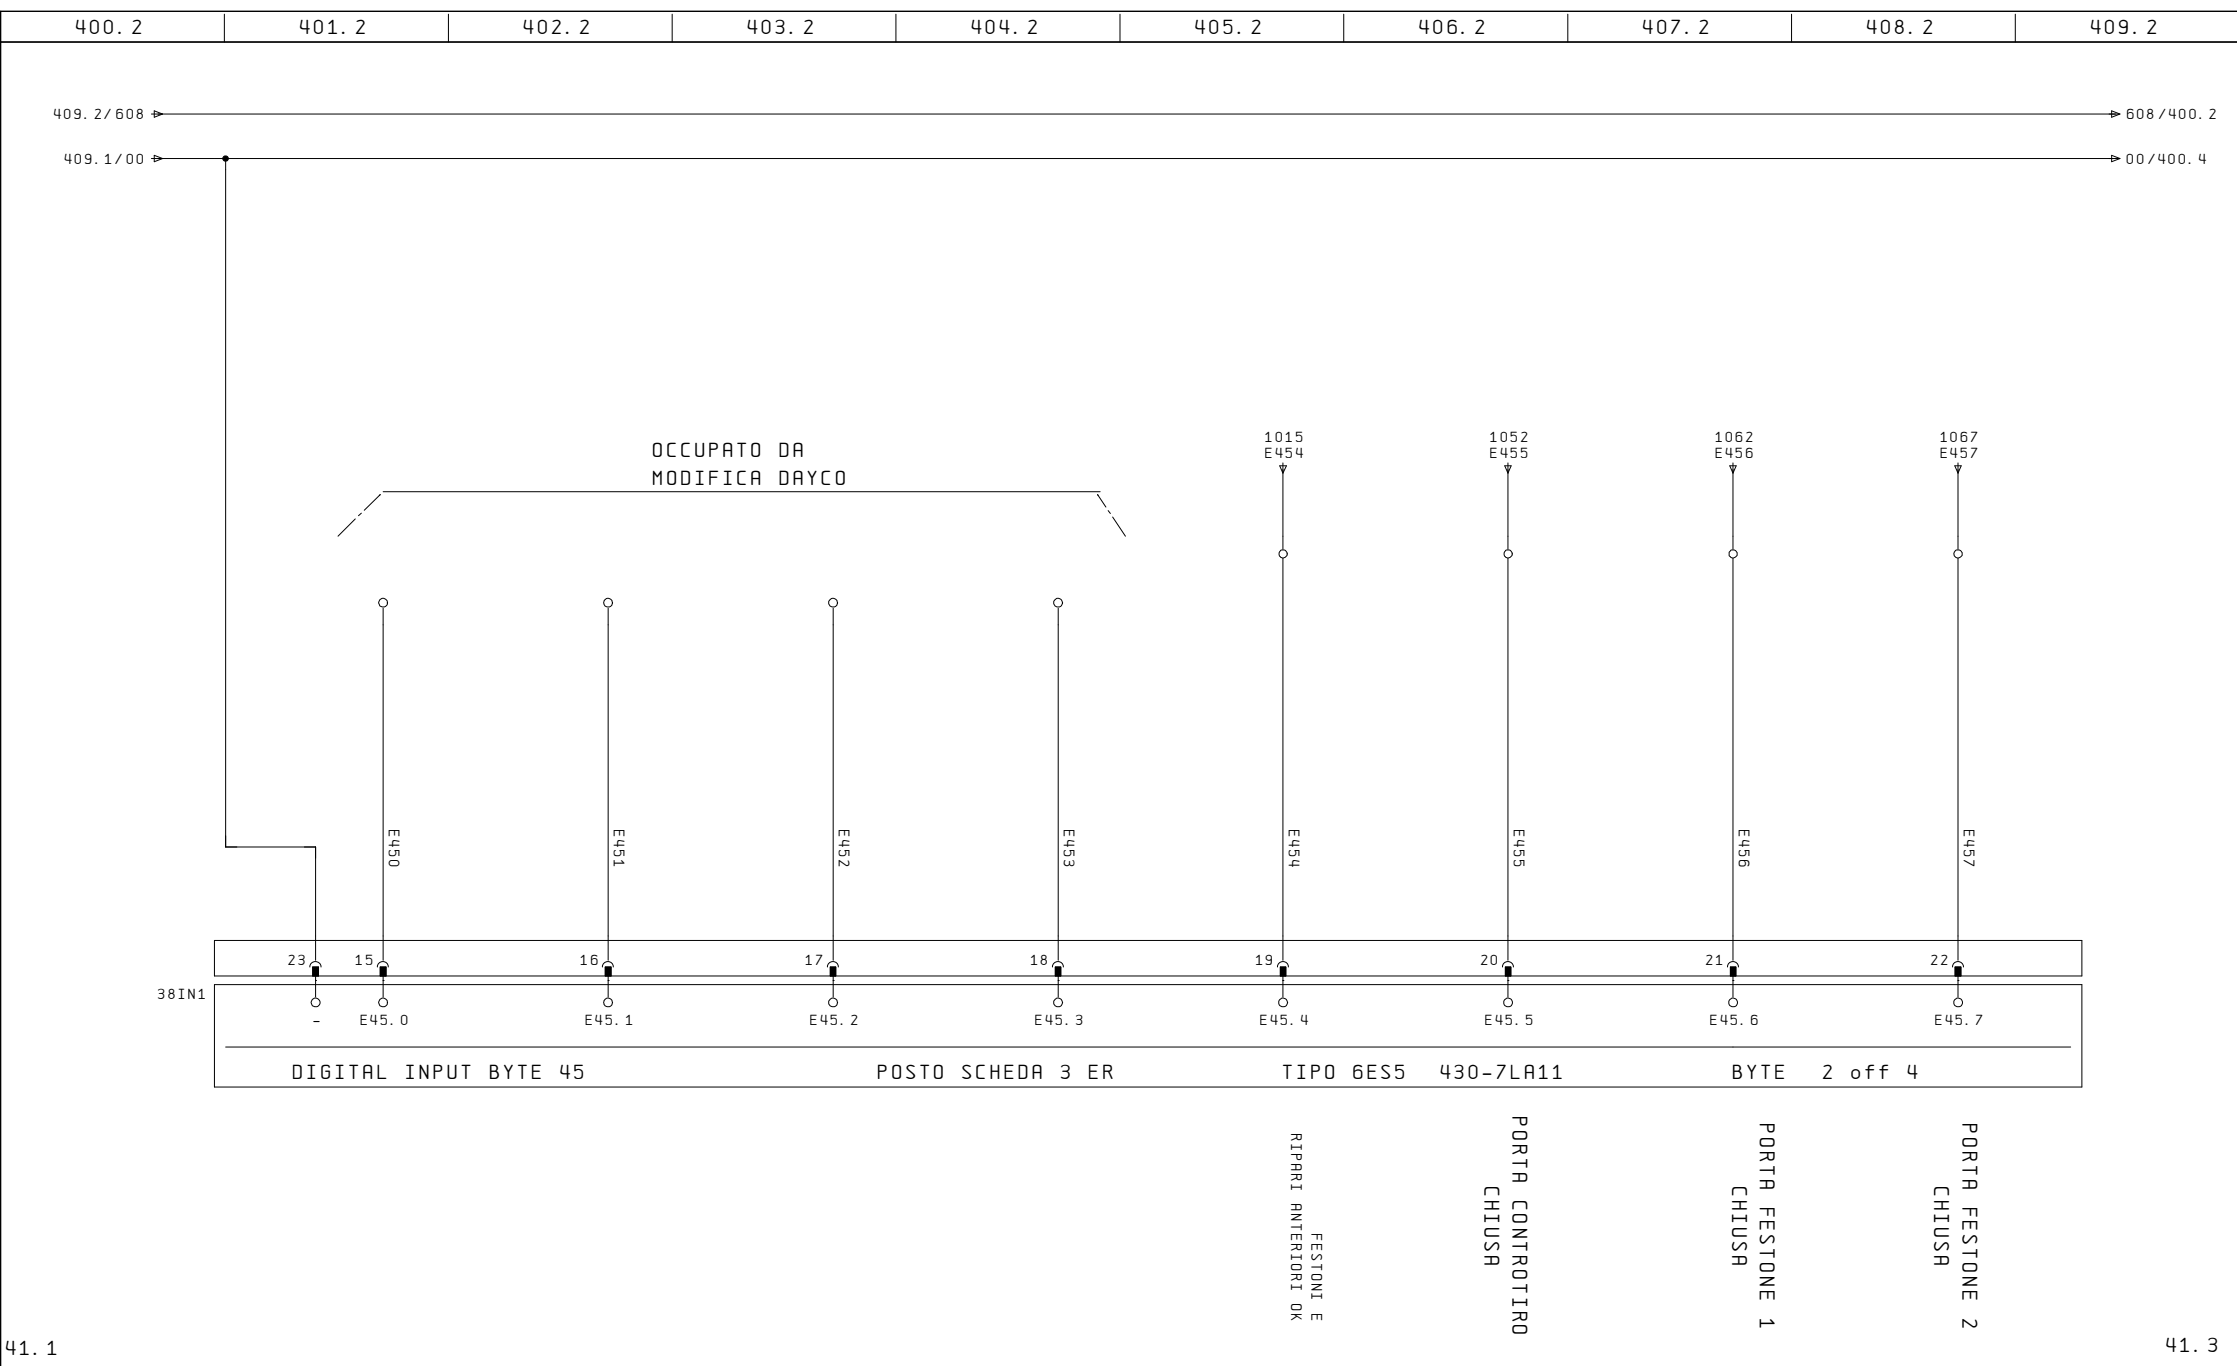 400.2 401.2 402.2 403.2 404.2 405.2 406.2 407.2 408.2 409.2
409.2/608 608/400.2
409.1/00 00/400.4
OCCUPATO DA
MODIFICA DAYCO
1015 1052 1062 1067
E454 E455 E456 E457
E450 E451 E452 E453 E454 E455 E456 E457
23 15 16 17 18 19 20 21 22
38IN1
- E45.0 E45.1 E45.2 E45.3 E45.4 E45.5 E45.6 E45.7
DIGITAL INPUT BYTE 45 POSTO SCHEDA 3 ER TIPO 6ES5 430-7LA11 BYTE 2 off 4
FESTONI E
RIPARI ANTERIORI OK
PORTA CONTROTIRO
CHIUSA
PORTA FESTONE 1
CHIUSA
PORTA FESTONE 2
CHIUSA
41.1 41.3